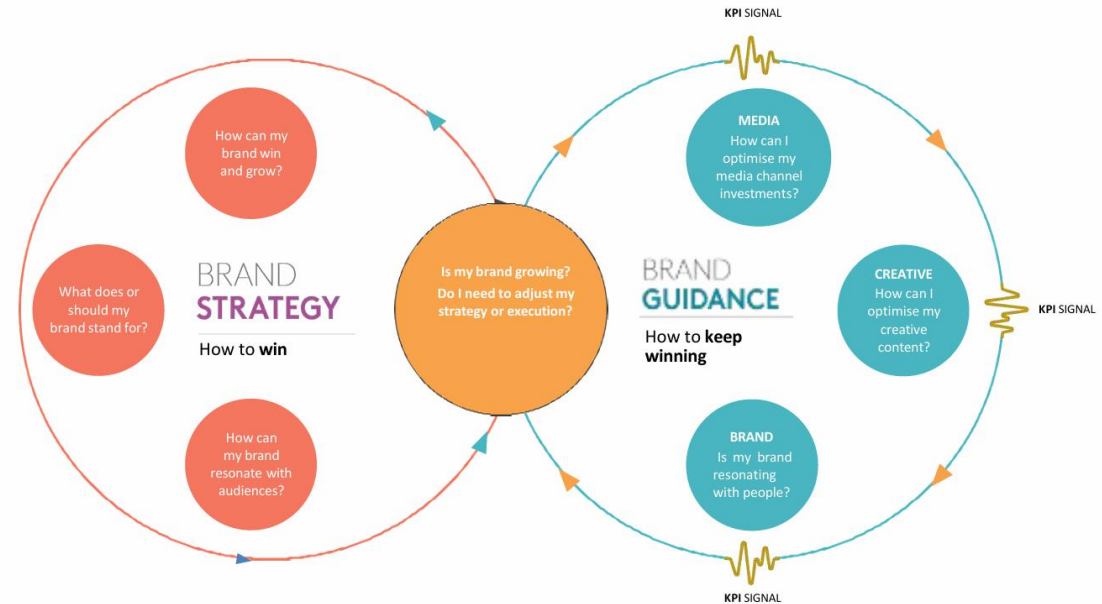 KPI SIGNAL
How can my
brand win
and grow?
MEDIA
How can I
optimise my
media channel
investments?
BRAND
STRATEGY
How to win
What does or
should my
brand stand for?
Is my brand growing?
Do I need to adjust my
strategy or execution?
BRAND
GUIDANCE
How to keep
winning
CREATIVE
How can I
optimise my
creative
content?
KPI SIGNAL
How can
my brand
resonate with
audiences?
BRAND
Is my brand
resonating
with people?
KPI SIGNAL